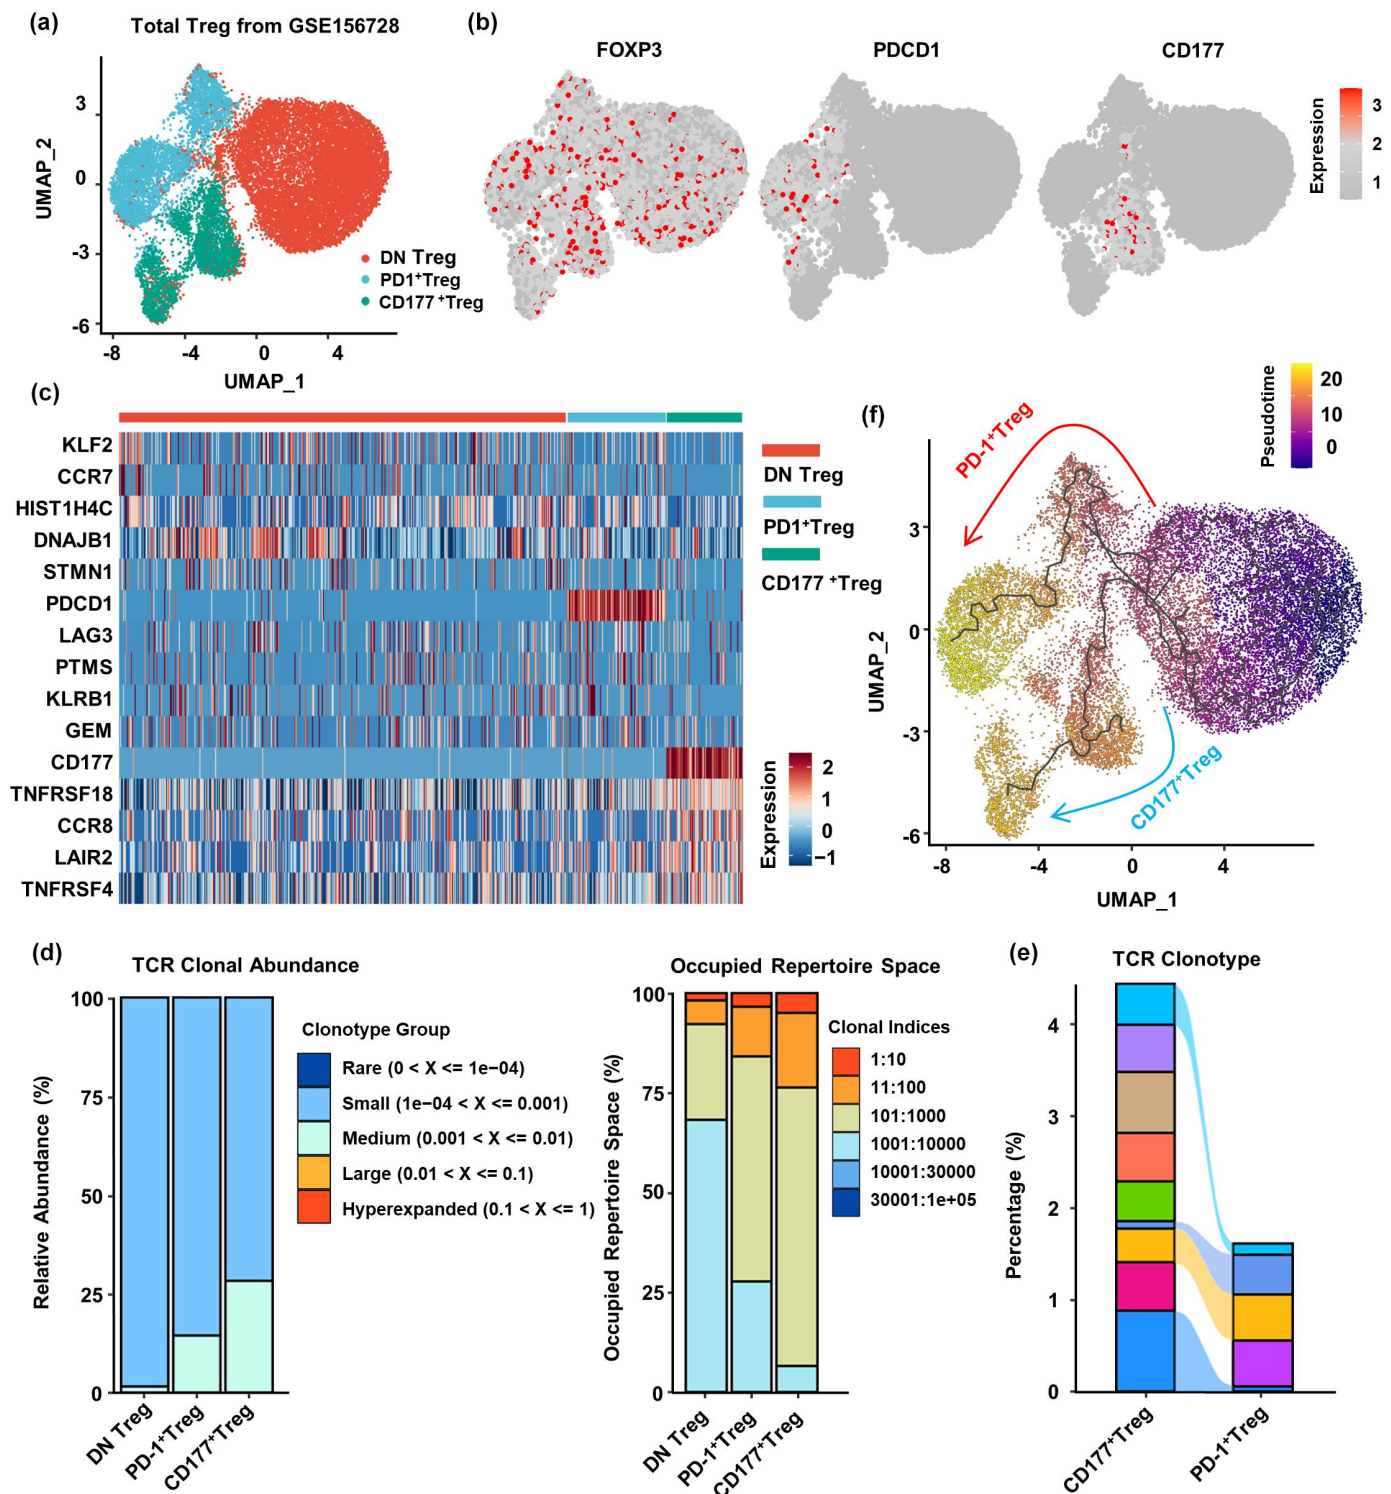 (a)
Total Treg from GSE156728
UMAP_2
3
0
-3
-6
-8
-4
0
4
UMAP_1
DN Treg
PD1+Treg
CD177 +Treg
(b)
FOXP3
PDCD1
CD177
Expression
3
2
1
(c)
KLF2
CCR7
HIST1H4C
DNAJB1
STMN1
PDCD1
LAG3
PTMS
KLRB1
GEM
CD177
TNFRSF18
CCR8
LAIR2
TNFRSF4
DN Treg
PD1+Treg
CD177 +Treg
Expression
2
1
0
−1
(f)
Pseudotime
20
10
0
PD-1+Treg
CD177+Treg
UMAP_2
3
0
-3
-6
-8
-4
0
4
UMAP_1
(d)
TCR Clonal Abundance
Relative Abundance (%)
100
75
50
25
0
DN Treg
PD-1+Treg
CD177+Treg
Clonotype Group
Rare (0 < X <= 1e−04)
Small (1e−04 < X <= 0.001)
Medium (0.001 < X <= 0.01)
Large (0.01 < X <= 0.1)
Hyperexpanded (0.1 < X <= 1)
Occupied Repertoire Space
Occupied Repertoire Space (%)
100
75
50
25
0
DN Treg
PD-1+Treg
CD177+Treg
Clonal Indices
1:10
11:100
101:1000
1001:10000
10001:30000
30001:1e+05
(e)
TCR Clonotype
Percentage (%)
4
3
2
1
0
CD177+Treg
PD-1+Treg